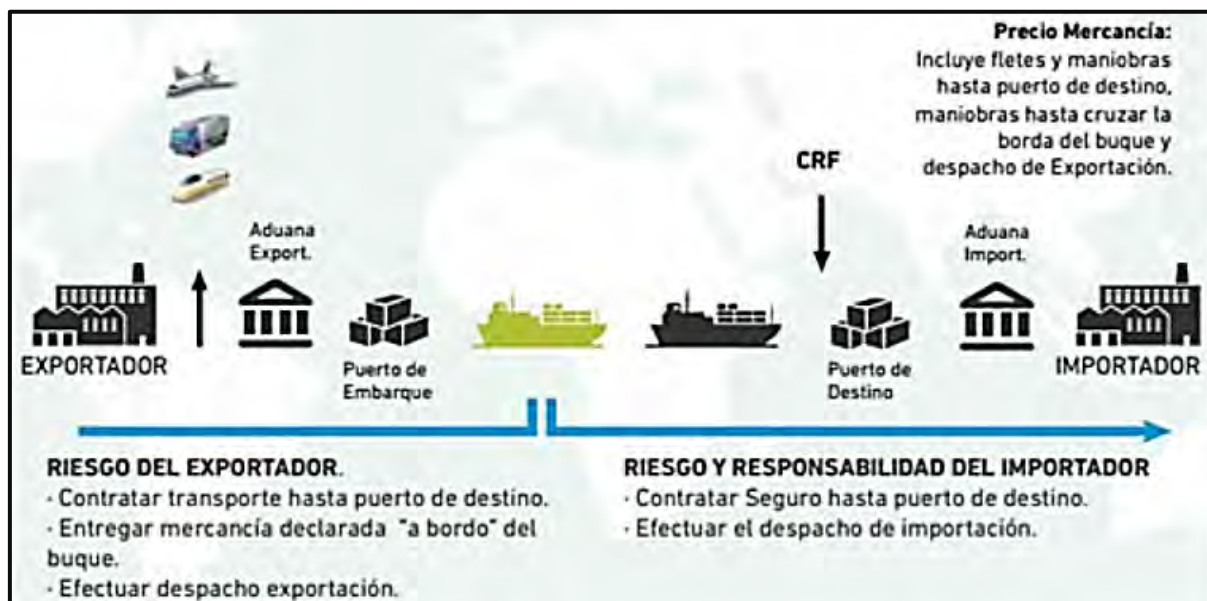 Precio Mercancía:
Incluye fletes y maniobras
hasta puerto de destino,
maniobras hasta cruzar la
borda del buque y
despacho de Exportación.
CRF
Aduana
Export.
Aduana
Import.
EXPORTADOR
Puerto de
Embarque
Puerto de
Destino
IMPORTADOR
RIESGO DEL EXPORTADOR.
· Contratar transporte hasta puerto de destino.
· Entregar mercancía declarada "a bordo" del
buque.
· Efectuar despacho exportación.
RIESGO Y RESPONSABILIDAD DEL IMPORTADOR
· Contratar Seguro hasta puerto de destino.
· Efectuar el despacho de importación.